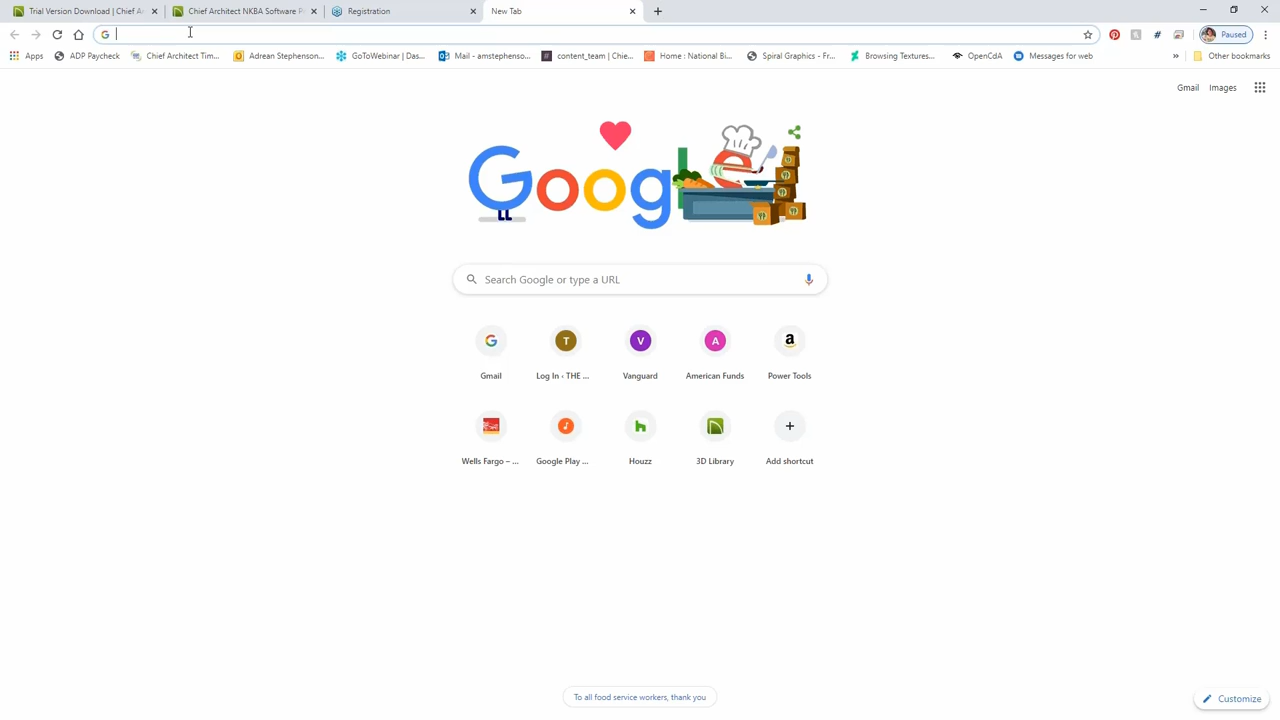 Trial Version Download | Chief A
Chief Architect NKBA Software P
Registration
New Tab
Paused
Apps
ADP Paycheck
Chief Architect Tim...
Adrean Stephenson...
GoToWebinar | Das...
Mail - amstephenso...
content_team | Chie...
Home : National Bi...
Spiral Graphics - Fr...
Browsing Textures...
OpenCdA
Messages for web
»
Other bookmarks
Gmail
Images
Google
Search Google or type a URL
Gmail
Log In ‹ THE ...
Vanguard
American Funds
Power Tools
Wells Fargo – ...
Google Play ...
Houzz
3D Library
Add shortcut
To all food service workers, thank you
Customize